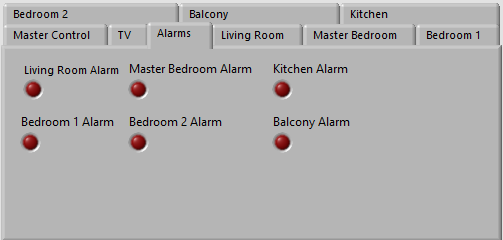 Bedroom 2 Balcony Kitchen
Master Control TV Alarms Living Room Master Bedroom Bedroom 1
Living Room Alarm Master Bedroom Alarm Kitchen Alarm
Bedroom 1 Alarm Bedroom 2 Alarm Balcony Alarm